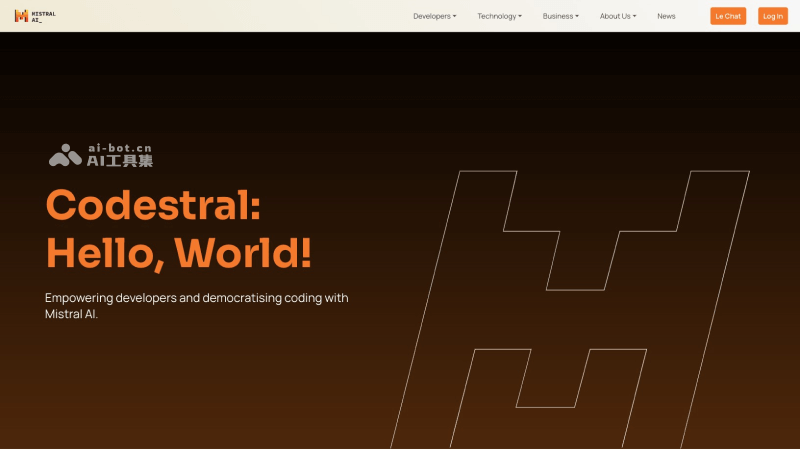 MISTRAL
AI_
Developers
Technology
Business
About Us
News
Le Chat
Log in
ai-bot.cn
AI工具集
Codestral:
Hello, World!
Empowering developers and democratising coding with
Mistral AI.